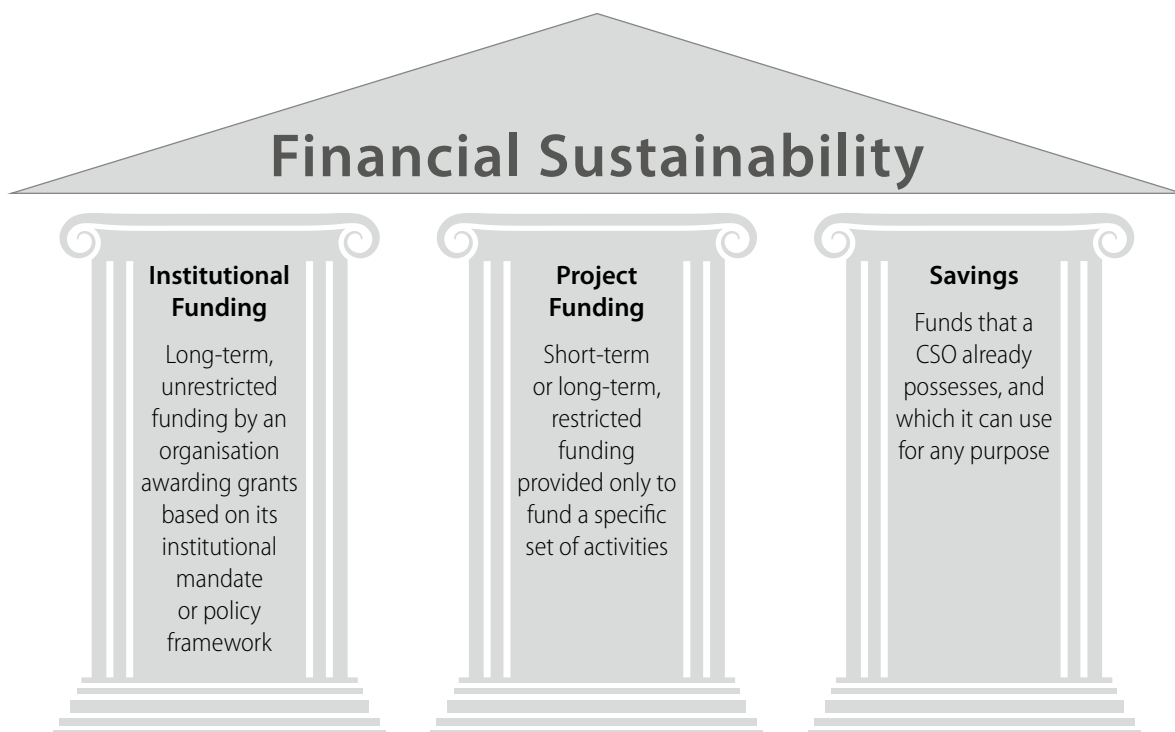 Financial Sustainability
Institutional
Funding
Long-term,
unrestricted
funding by an
organisation
awarding grants
based on its
institutional
mandate
or policy
framework
Project
Funding
Short-term
or long-term,
restricted
funding
provided only to
fund a specific
set of activities
Savings
Funds that a
CSO already
possesses, and
which it can use
for any purpose